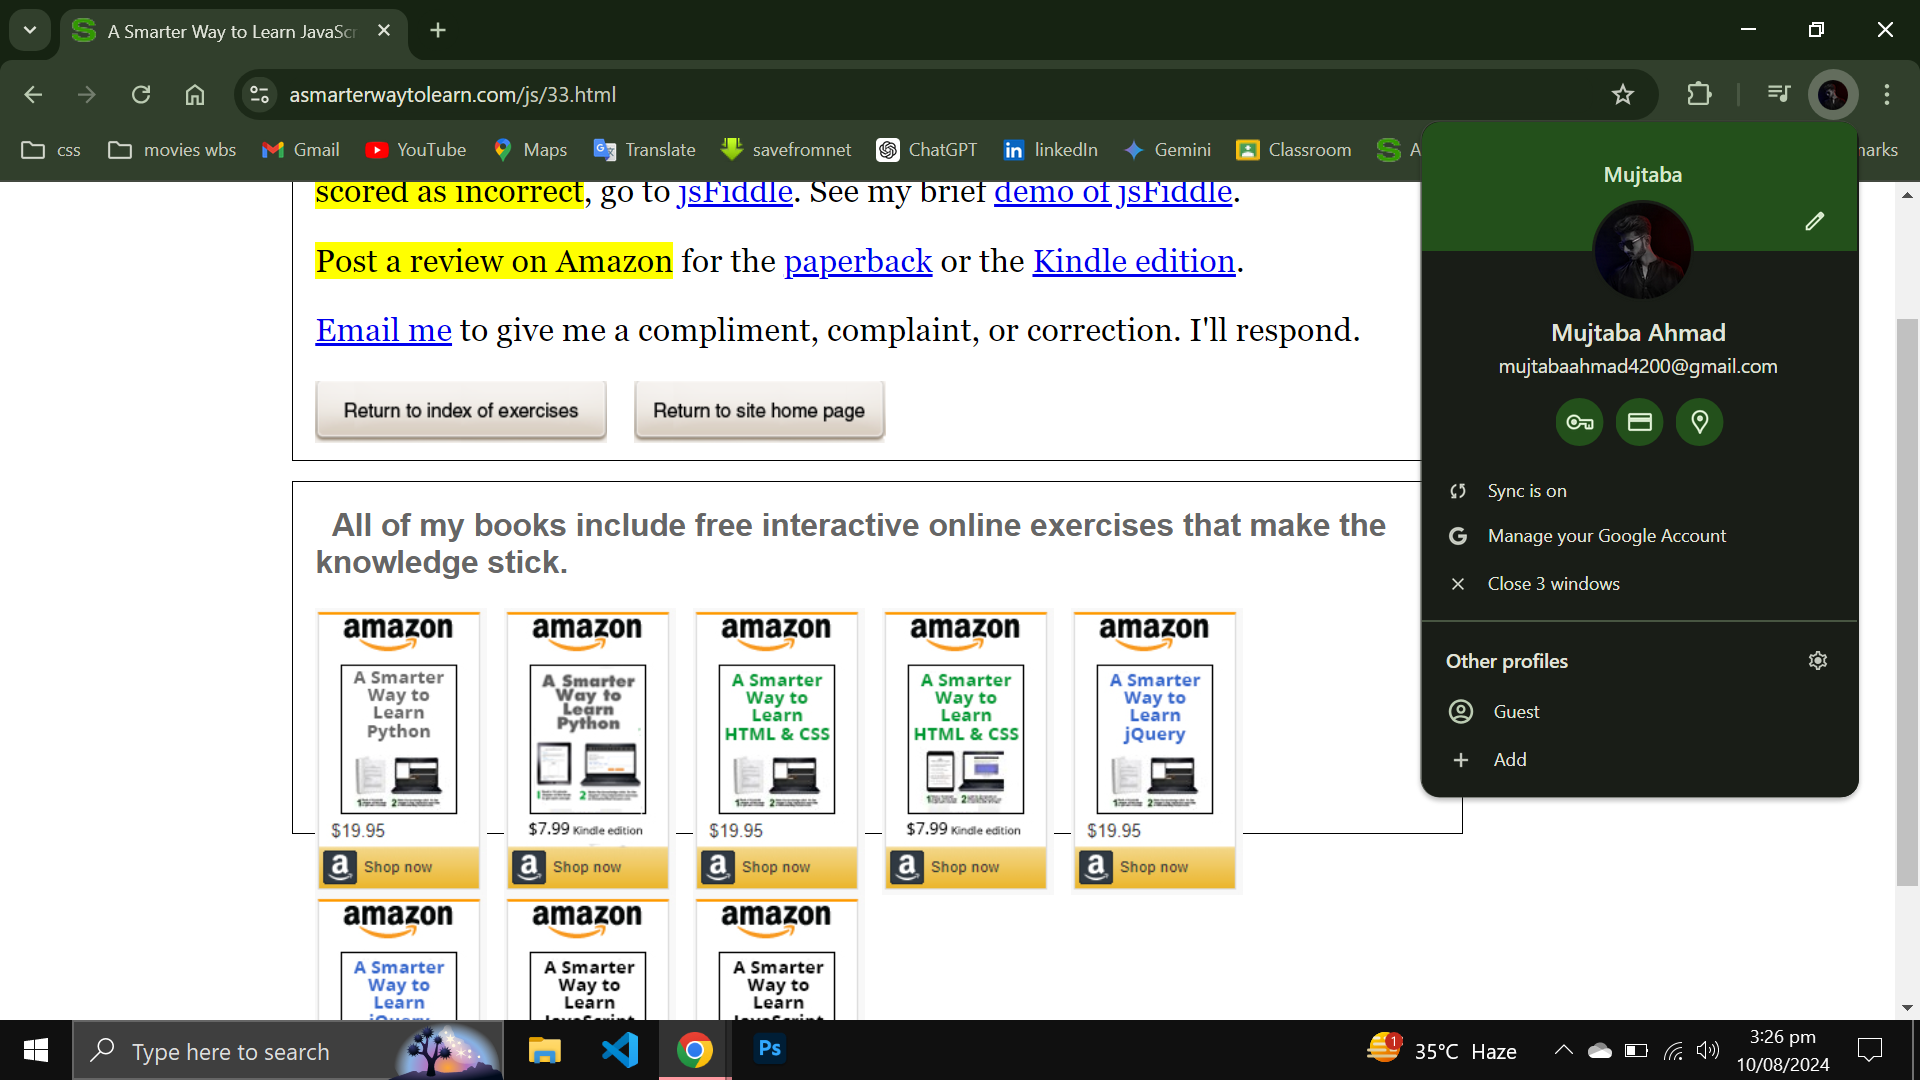 A Smarter Way to Learn JavaScr
asmarterwaytolearn.com/js/33.html
css movies wbs Gmail YouTube Maps Translate savefromnet ChatGPT linkedIn Gemini Classroom A
scored as incorrect, go to jsFiddle. See my brief demo of jsFiddle.
Post a review on Amazon for the paperback or the Kindle edition.
Email me to give me a compliment, complaint, or correction. I'll respond.
Return to index of exercises Return to site home page
All of my books include free interactive online exercises that make the
knowledge stick.
amazon amazon amazon amazon amazon
A Smarter A Smarter A Smarter A Smarter A Smarter
Way to Way to Way to Way to Way to
Learn Learn Learn Learn Learn
Python Python HTML & CSS HTML & CSS jQuery
$19.95 $7.99 Kindle edition $19.95 $7.99 Kindle edition $19.95
a Shop now a Shop now a Shop now a Shop now a Shop now
amazon amazon amazon
A Smarter A Smarter A Smarter
Way to Way to Way to
Learn Learn Learn
jQuery JavaScript JavaScript
Mujtaba
Mujtaba Ahmad
mujtabaahmad4200@gmail.com
Sync is on
Manage your Google Account
Close 3 windows
Other profiles
Guest
Add
Type here to search
Ps
1
35°C Haze
3:26 pm
10/08/2024